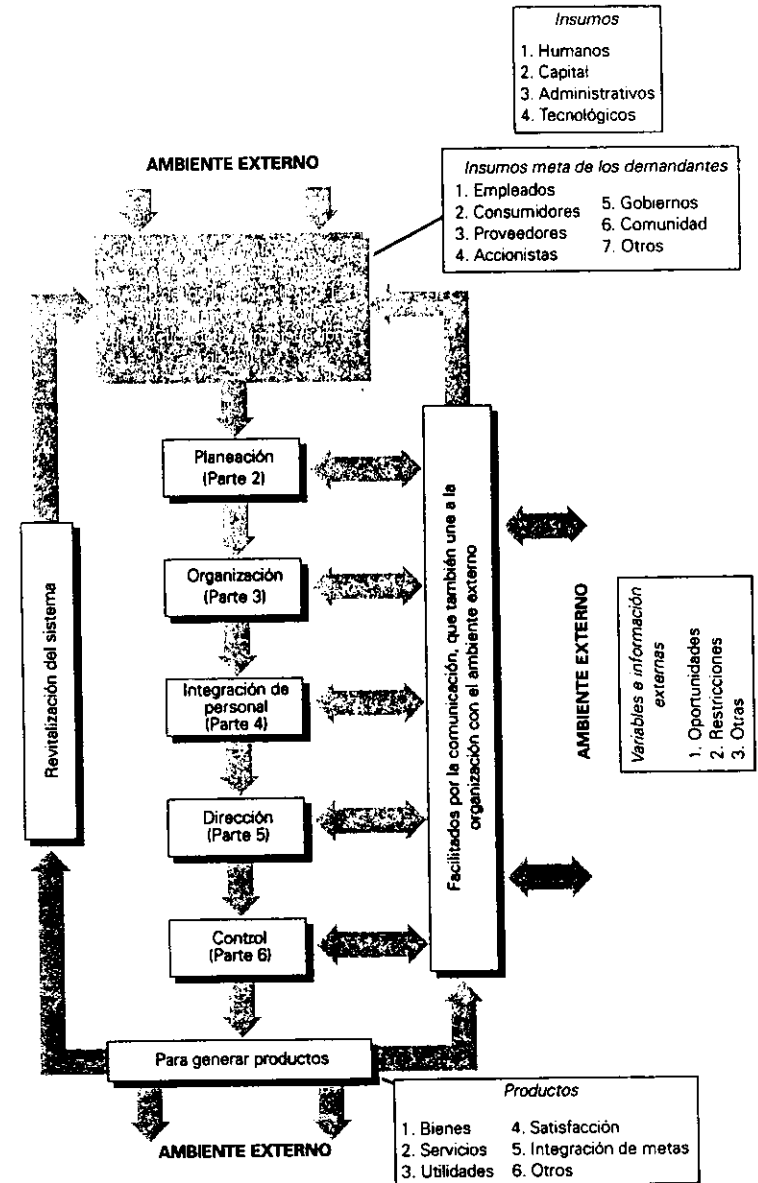 Insumos
1. Humanos
2. Capital
3. Administrativos
4. Tecnológicos
AMBIENTE EXTERNO
Insumos meta de los demandantes
1. Empleados
2. Consumidores
3. Proveedores
4. Accionistas
5. Gobiernos
6. Comunidad
7. Otros
Planeación
(Parte 2)
Organización
(Parte 3)
Integración de
personal
(Parte 4)
Dirección
(Parte 5)
Control
(Parte 6)
Revitalización del sistema
Facilitados por la comunicación, que también une a la
organización con el ambiente externo
AMBIENTE EXTERNO
Variables e información
externas
1. Oportunidades
2. Restricciones
3. Otras
Para generar productos
AMBIENTE EXTERNO
Productos
1. Bienes
2. Servicios
3. Utilidades
4. Satisfacción
5. Integración de metas
6. Otros